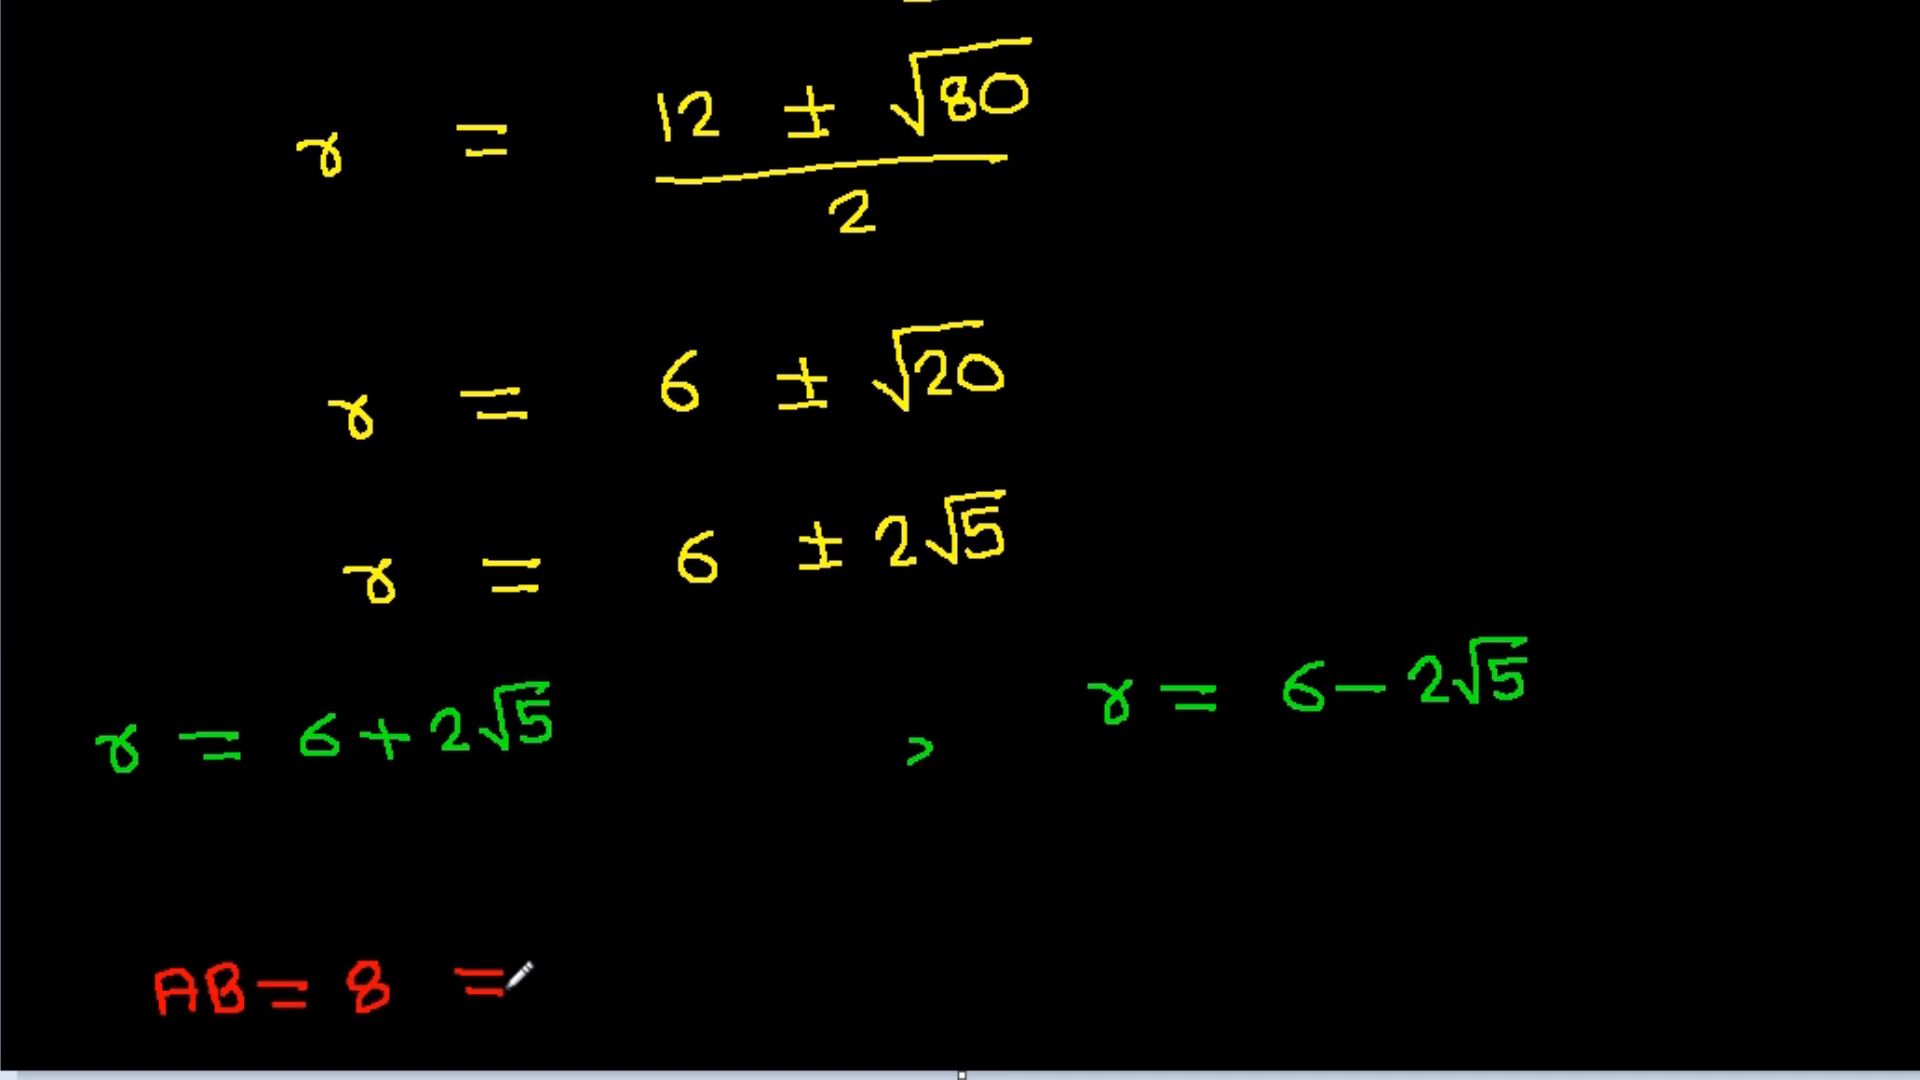 r = 12 ± √80
2
r = 6 ± √20
r = 6 ± 2√5
r = 6 + 2√5 , r = 6 − 2√5
AB = 8 =